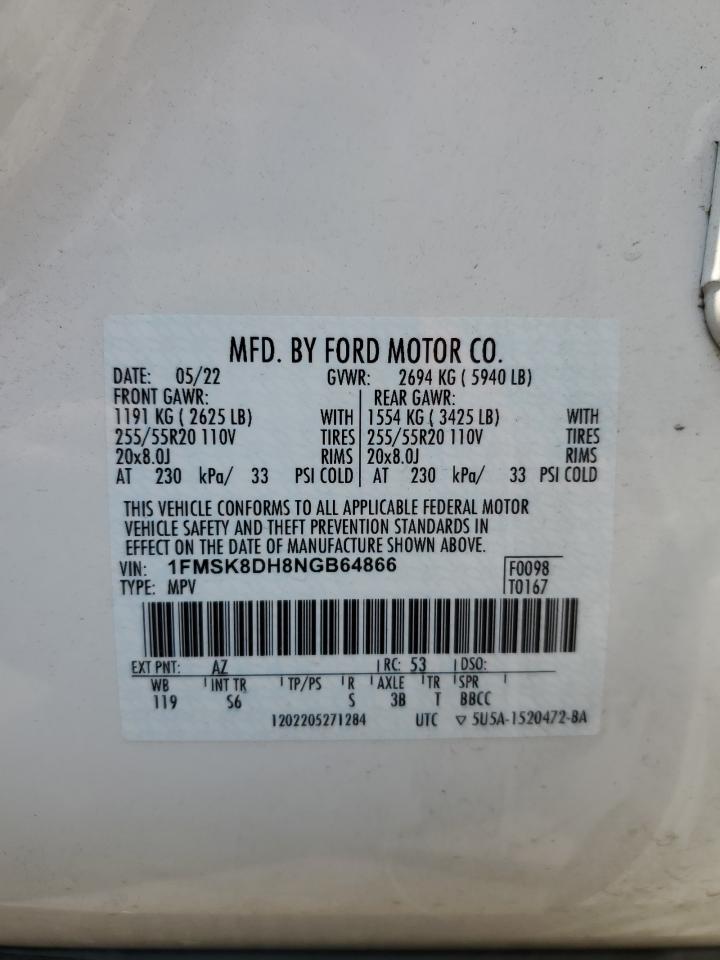 MFD. BY FORD MOTOR CO.
DATE: 05/22 GVWR: 2694 KG ( 5940 LB)
FRONT GAWR: REAR GAWR:
1191 KG ( 2625 LB) WITH 1554 KG ( 3425 LB) WITH
255/55R20 110V TIRES 255/55R20 110V TIRES
20x8.0J RIMS 20x8.0J RIMS
AT 230 kPa/ 33 PSI COLD AT 230 kPa/ 33 PSI COLD
THIS VEHICLE CONFORMS TO ALL APPLICABLE FEDERAL MOTOR
VEHICLE SAFETY AND THEFT PREVENTION STANDARDS IN
EFFECT ON THE DATE OF MANUFACTURE SHOWN ABOVE.
VIN: 1FMSK8DH8NGB64866 F0098
TYPE: MPV T0167
EXT PNT: AZ RC: 53 DSO:
WB INT TR TP/PS R AXLE TR SPR
119 S6 S 3B T BBCC
1202205271284 UTC ▽ 5U5A-1520472-BA